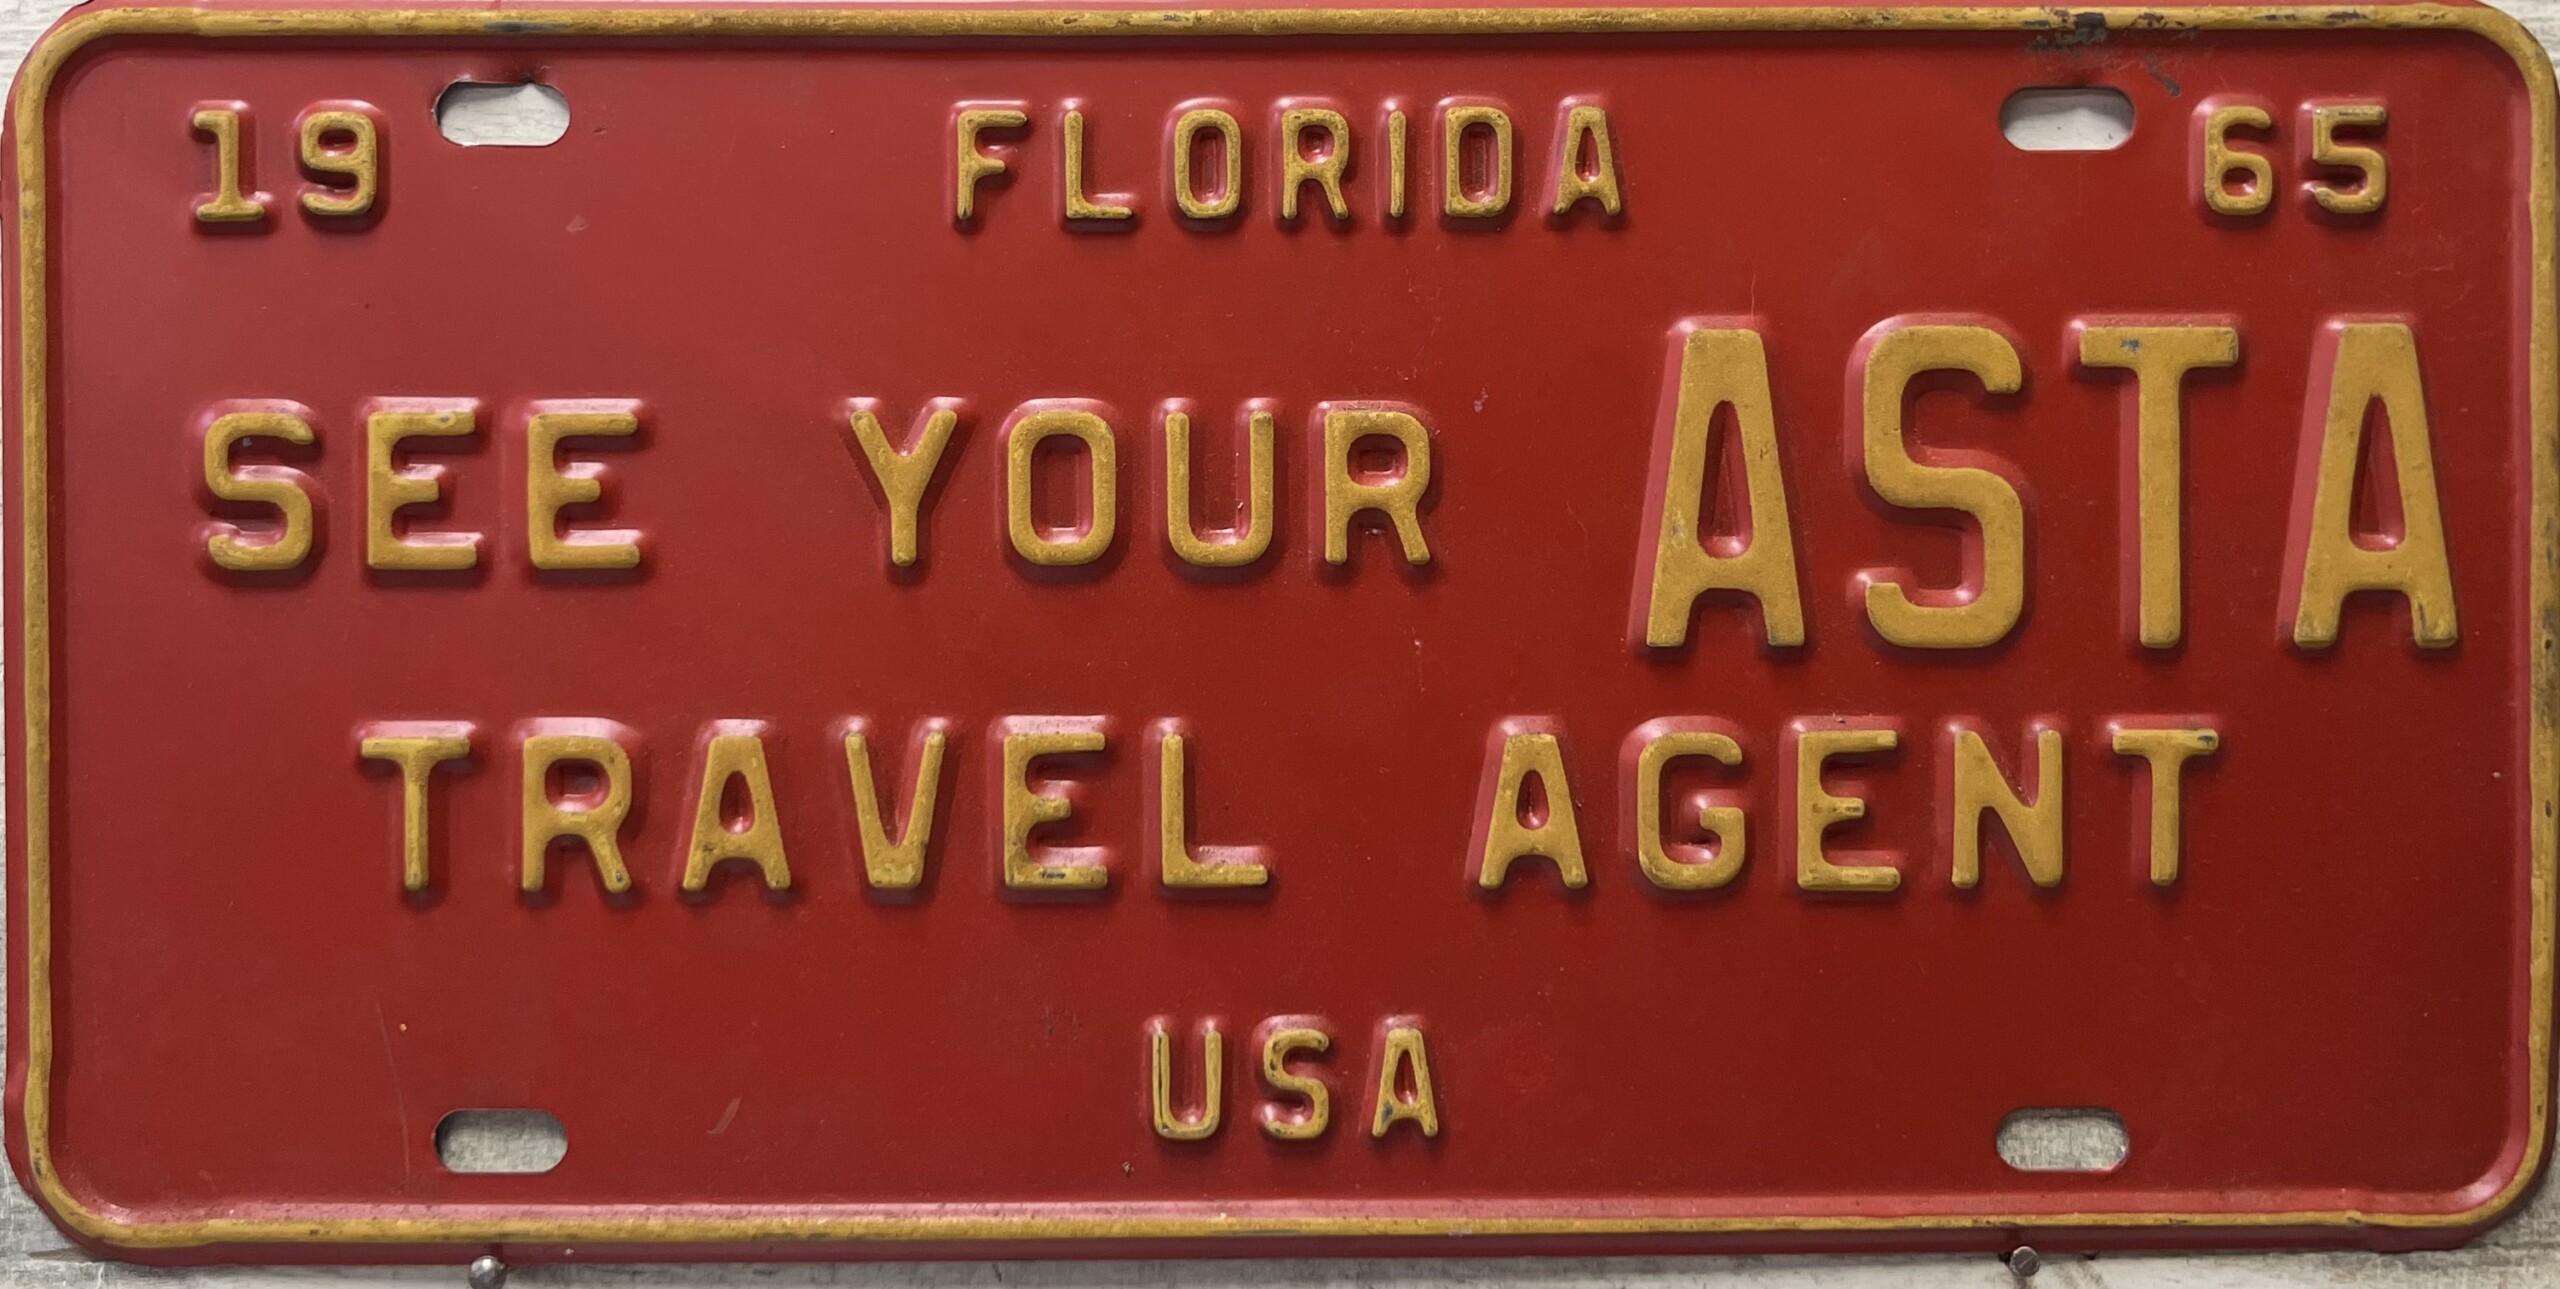 19 FLORIDA 65
SEE YOUR ASTA
TRAVEL AGENT
USA